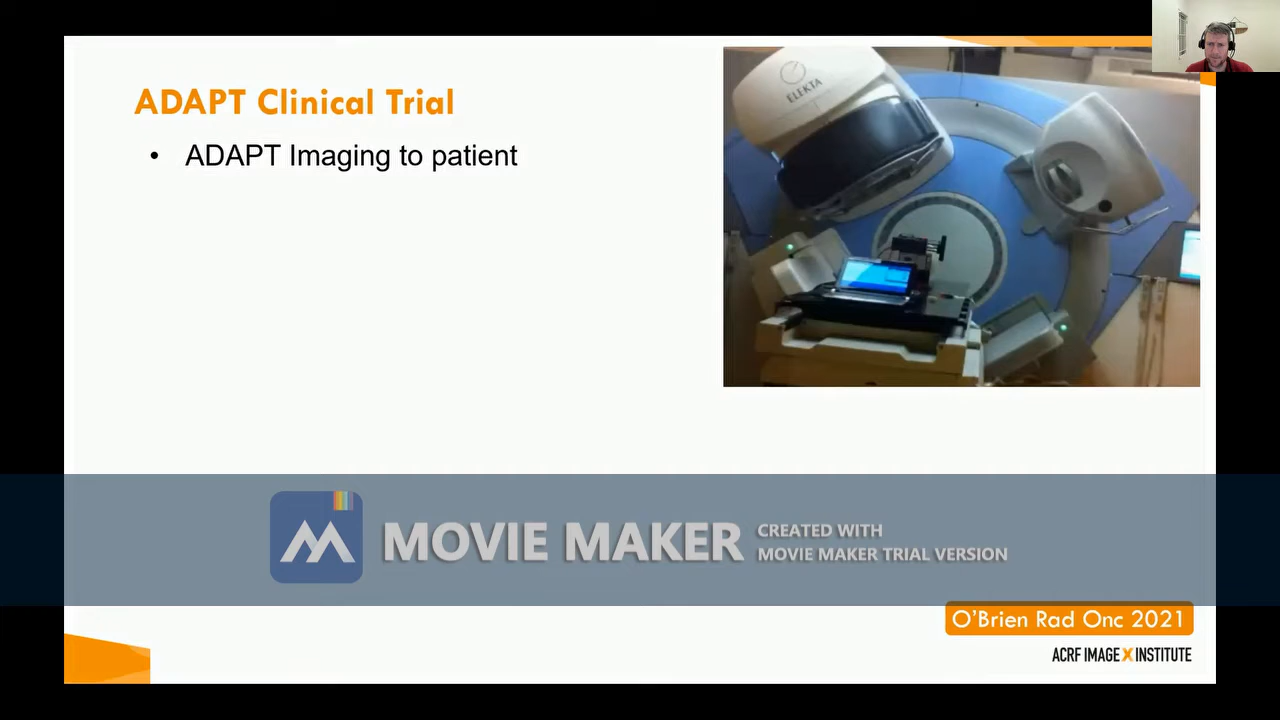 ADAPT Clinical Trial
• ADAPT Imaging to patient
ELEKTA
MOVIE MAKER
CREATED WITH
MOVIE MAKER TRIAL VERSION
O'Brien Rad Onc 2021
ACRF IMAGE X INSTITUTE